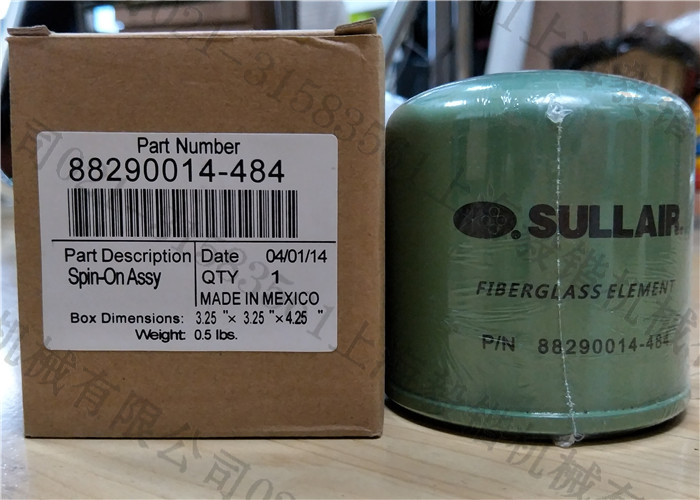 Part Number
88290014-484
Part Description
Spin-On Assy
Date 04/01/14
QTY 1
MADE IN MEXICO
Box Dimensions: 3.25 "× 3.25 "×4.25 "
Weight: 0.5 lbs.
SULLAIR
FIBERGLASS ELEMENT
P/N 88290014-484